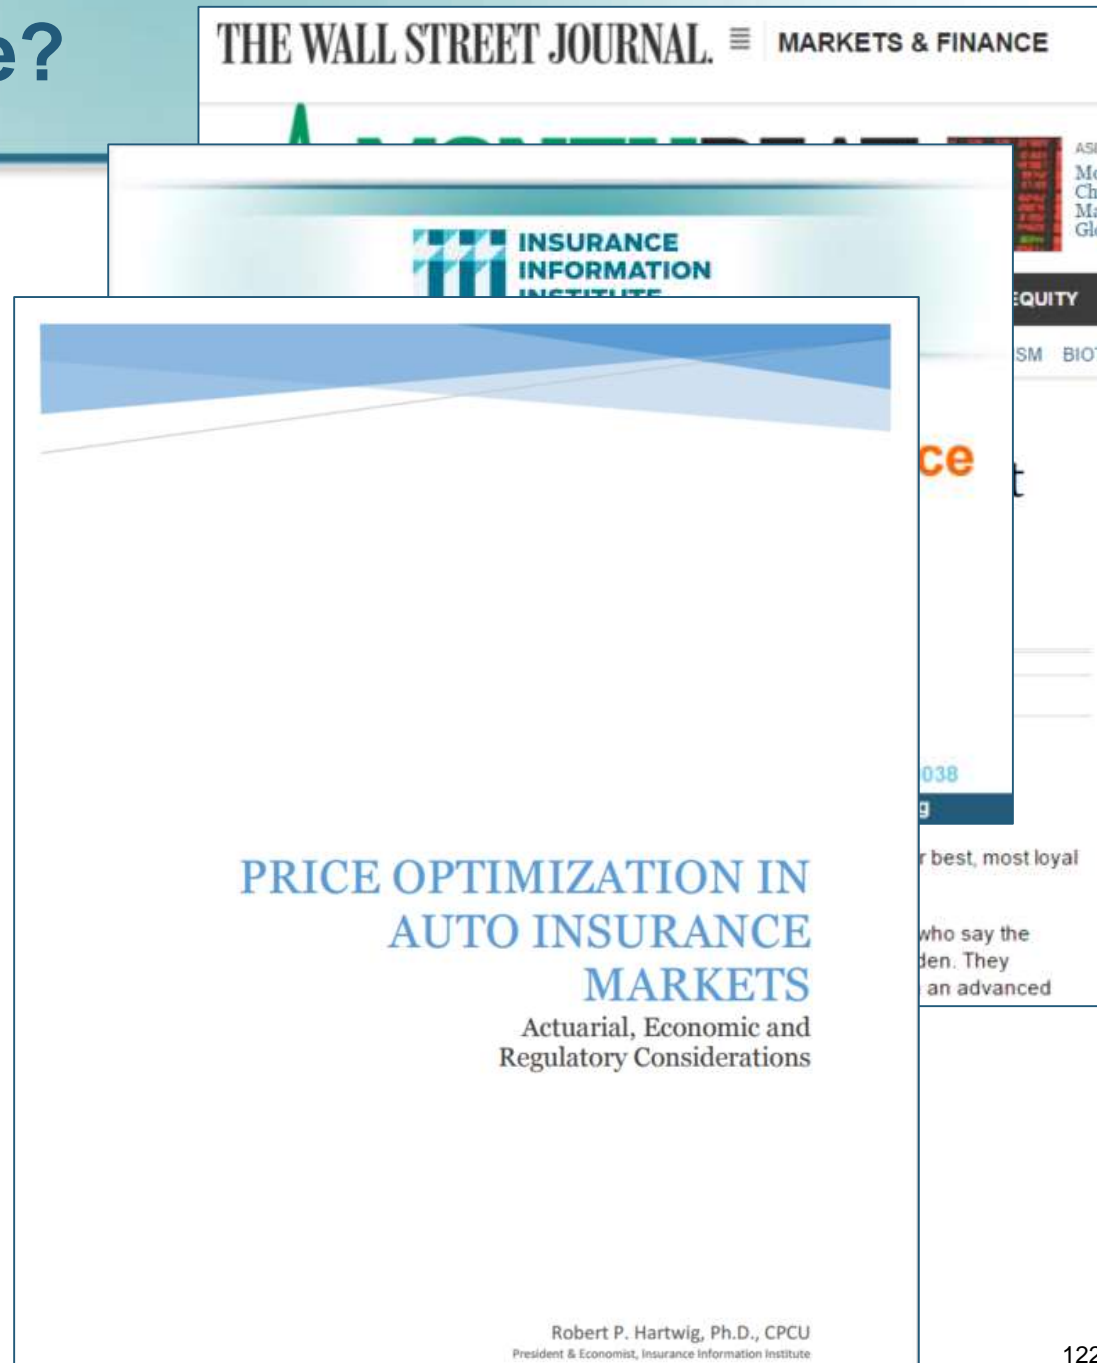 e?
THE WALL STREET JOURNAL. ≡ MARKETS & FINANCE
INSURANCE
INFORMATION
INSTITUTE
EQUITY
SM BIO
ce
t
038
g
r best, most loyal
who say the
den. They
an advanced
PRICE OPTIMIZATION IN
AUTO INSURANCE
MARKETS
Actuarial, Economic and
Regulatory Considerations
Robert P. Hartwig, Ph.D., CPCU
President & Economist, Insurance Information Institute
122